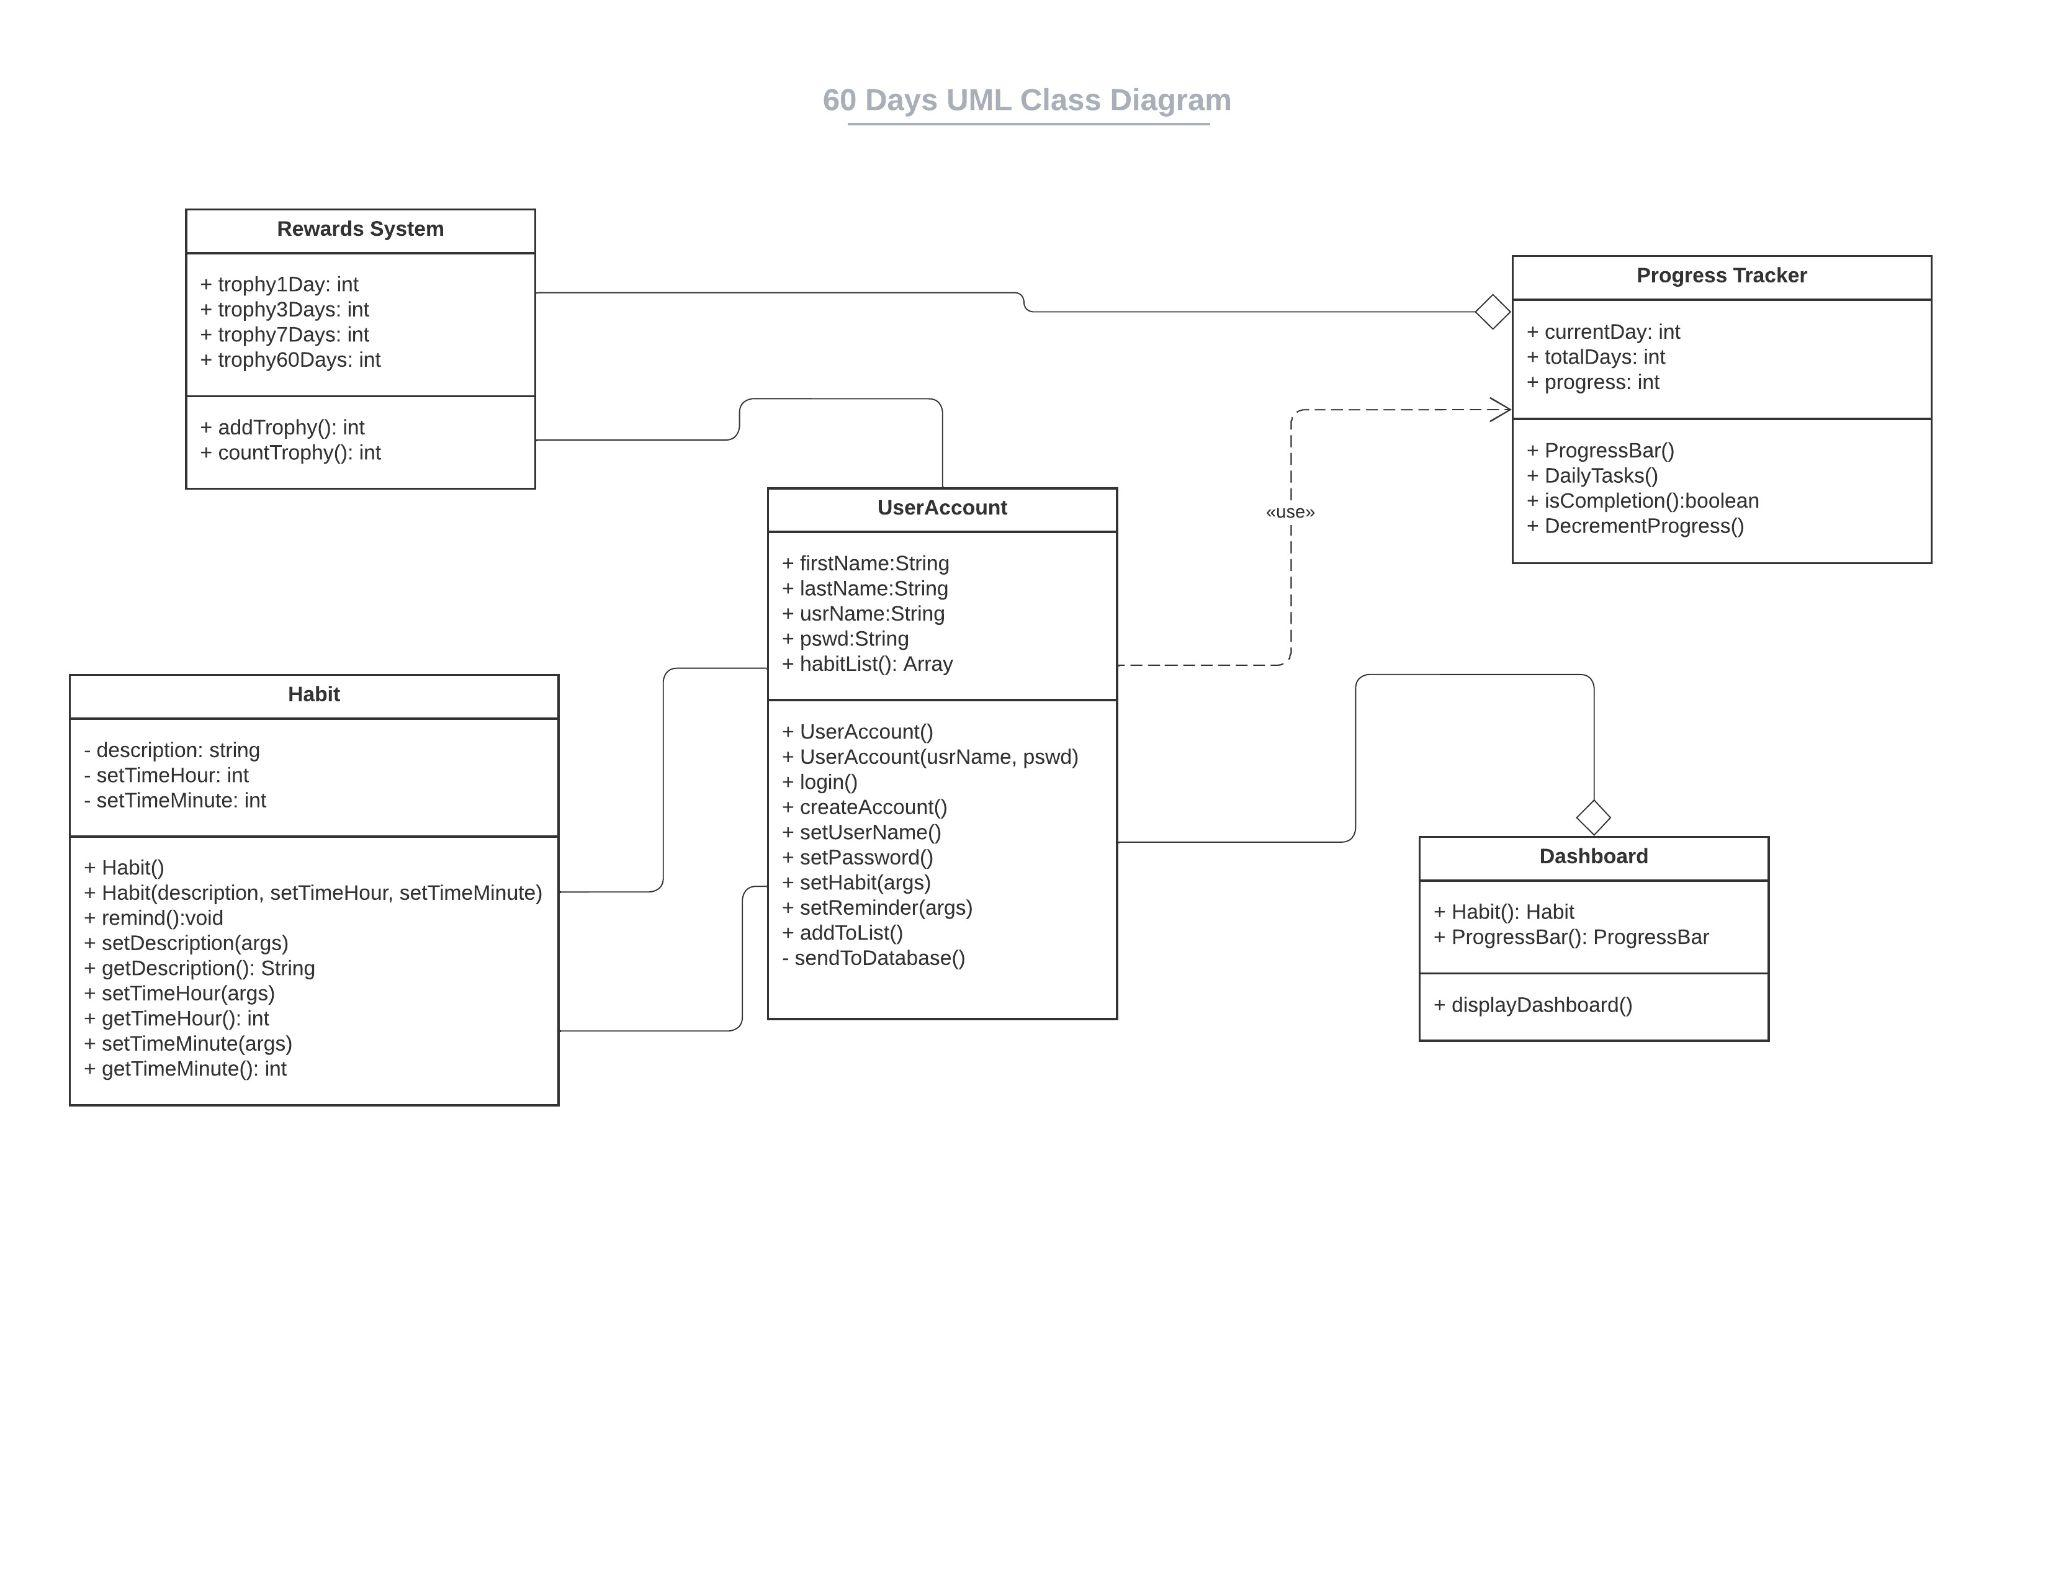 60 Days UML Class Diagram
Rewards System
+ trophy1Day: int
+ trophy3Days: int
+ trophy7Days: int
+ trophy60Days: int
+ addTrophy(): int
+ countTrophy(): int
Progress Tracker
+ currentDay: int
+ totalDays: int
+ progress: int
+ ProgressBar()
+ DailyTasks()
+ isCompletion():boolean
+ DecrementProgress()
«use»
UserAccount
+ firstName:String
+ lastName:String
+ usrName:String
+ pswd:String
+ habitList(): Array
+ UserAccount()
+ UserAccount(usrName, pswd)
+ login()
+ createAccount()
+ setUserName()
+ setPassword()
+ setHabit(args)
+ setReminder(args)
+ addToList()
- sendToDatabase()
Habit
- description: string
- setTimeHour: int
- setTimeMinute: int
+ Habit()
+ Habit(description, setTimeHour, setTimeMinute)
+ remind():void
+ setDescription(args)
+ getDescription(): String
+ setTimeHour(args)
+ getTimeHour(): int
+ setTimeMinute(args)
+ getTimeMinute(): int
Dashboard
+ Habit(): Habit
+ ProgressBar(): ProgressBar
+ displayDashboard()